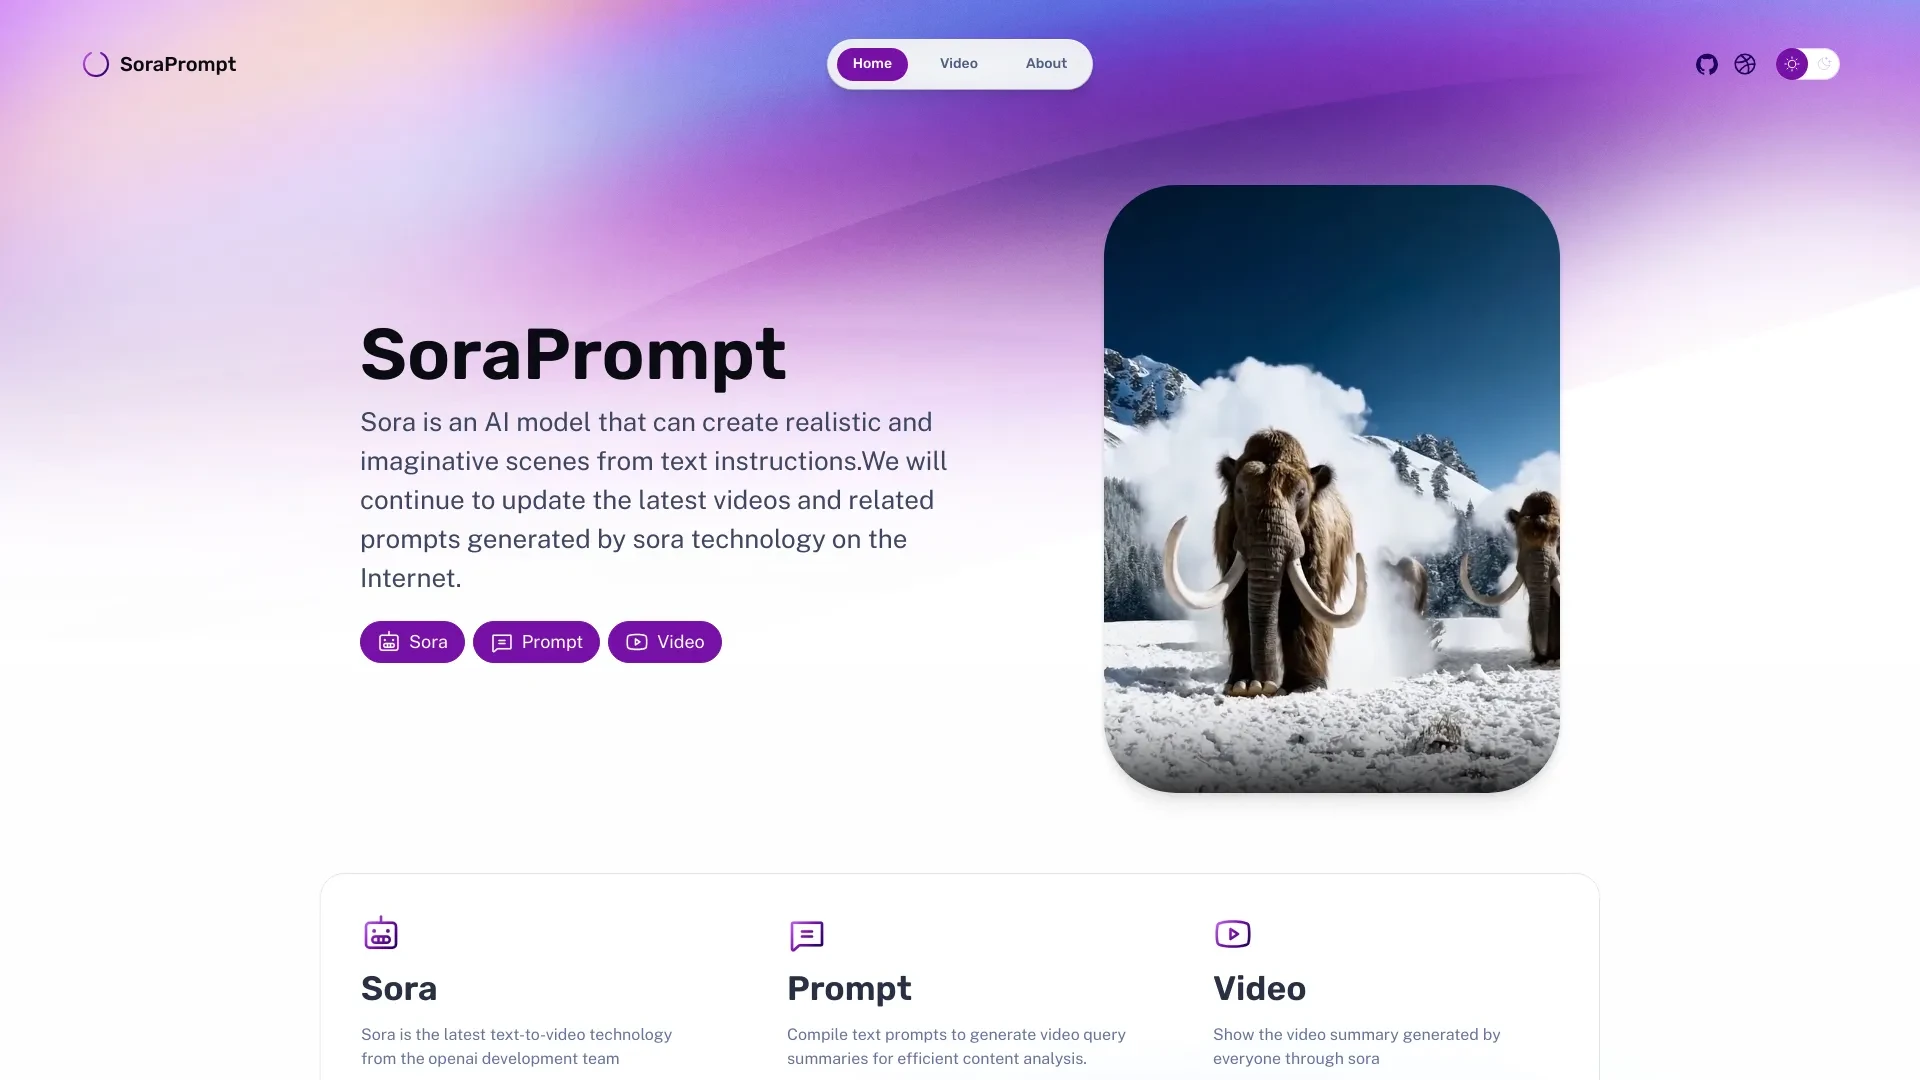 SoraPrompt
Home
Video
About
SoraPrompt
Sora is an AI model that can create realistic and
imaginative scenes from text instructions.We will
continue to update the latest videos and related
prompts generated by sora technology on the
Internet.
Sora
Prompt
Video
Sora
Sora is the latest text-to-video technology
from the openai development team
Prompt
Compile text prompts to generate video query
summaries for efficient content analysis.
Video
Show the video summary generated by
everyone through sora